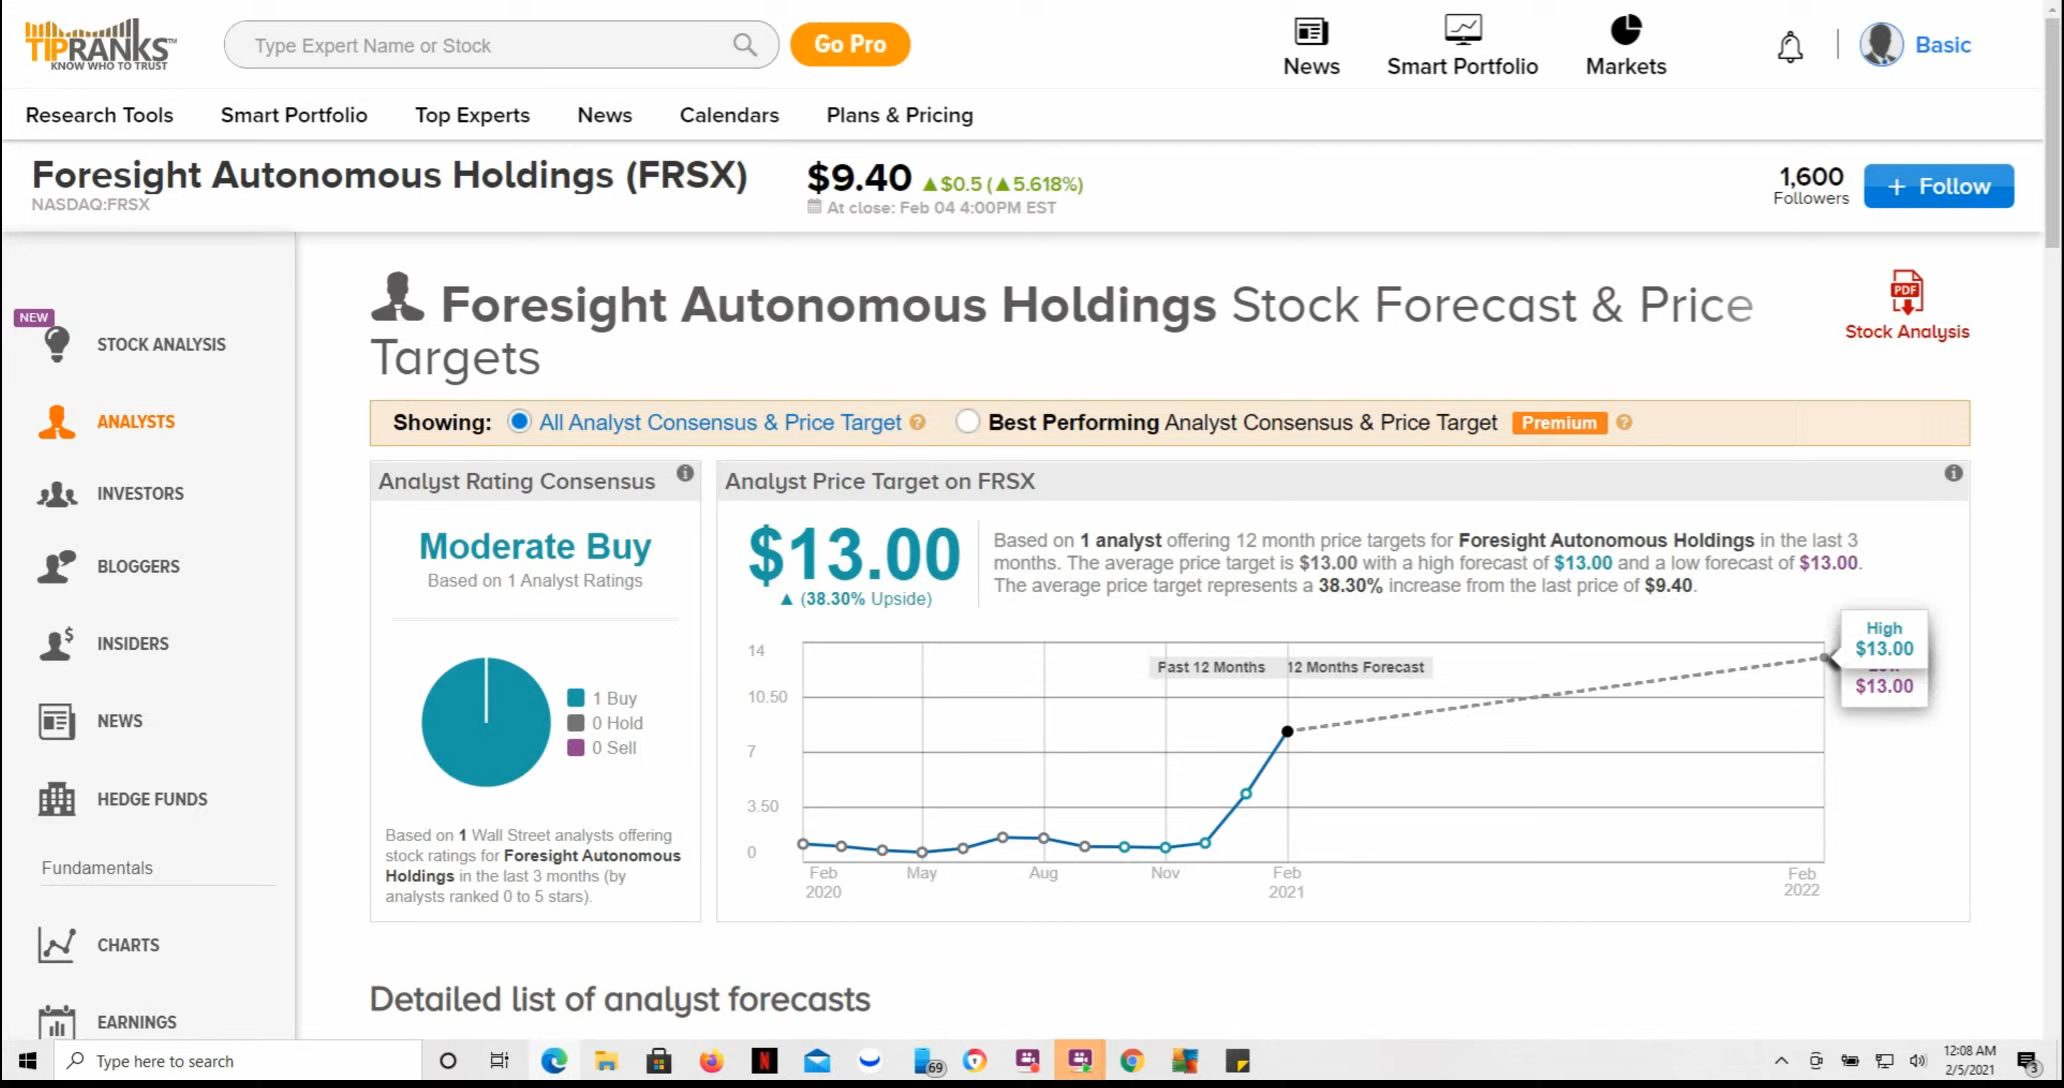 TIPRANKS
KNOW WHO TO TRUST
Type Expert Name or Stock
Go Pro
News
Smart Portfolio
Markets
Basic
Research Tools
Smart Portfolio
Top Experts
News
Calendars
Plans & Pricing
Foresight Autonomous Holdings (FRSX)
NASDAQ:FRSX
$9.40 ▲$0.5 (▲5.618%)
At close: Feb 04 4:00PM EST
1,600
Followers
+ Follow
NEW
STOCK ANALYSIS
ANALYSTS
INVESTORS
BLOGGERS
$
INSIDERS
NEWS
HEDGE FUNDS
Fundamentals
CHARTS
EARNINGS
Foresight Autonomous Holdings Stock Forecast & Price
Targets
PDF
Stock Analysis
Showing: All Analyst Consensus & Price Target ? Best Performing Analyst Consensus & Price Target Premium ?
Analyst Rating Consensus
Moderate Buy
Based on 1 Analyst Ratings
1 Buy
0 Hold
0 Sell
Based on 1 Wall Street analysts offering
stock ratings for Foresight Autonomous
Holdings in the last 3 months (by
analysts ranked 0 to 5 stars).
Analyst Price Target on FRSX
$13.00
▲ (38.30% Upside)
Based on 1 analyst offering 12 month price targets for Foresight Autonomous Holdings in the last 3
months. The average price target is $13.00 with a high forecast of $13.00 and a low forecast of $13.00.
The average price target represents a 38.30% increase from the last price of $9.40.
14
10.50
7
3.50
0
Past 12 Months
12 Months Forecast
High
$13.00
$13.00
Feb
2020
May
Aug
Nov
Feb
2021
Feb
2022
Detailed list of analyst forecasts
Type here to search
N
69
12:08 AM
2/5/2021
3